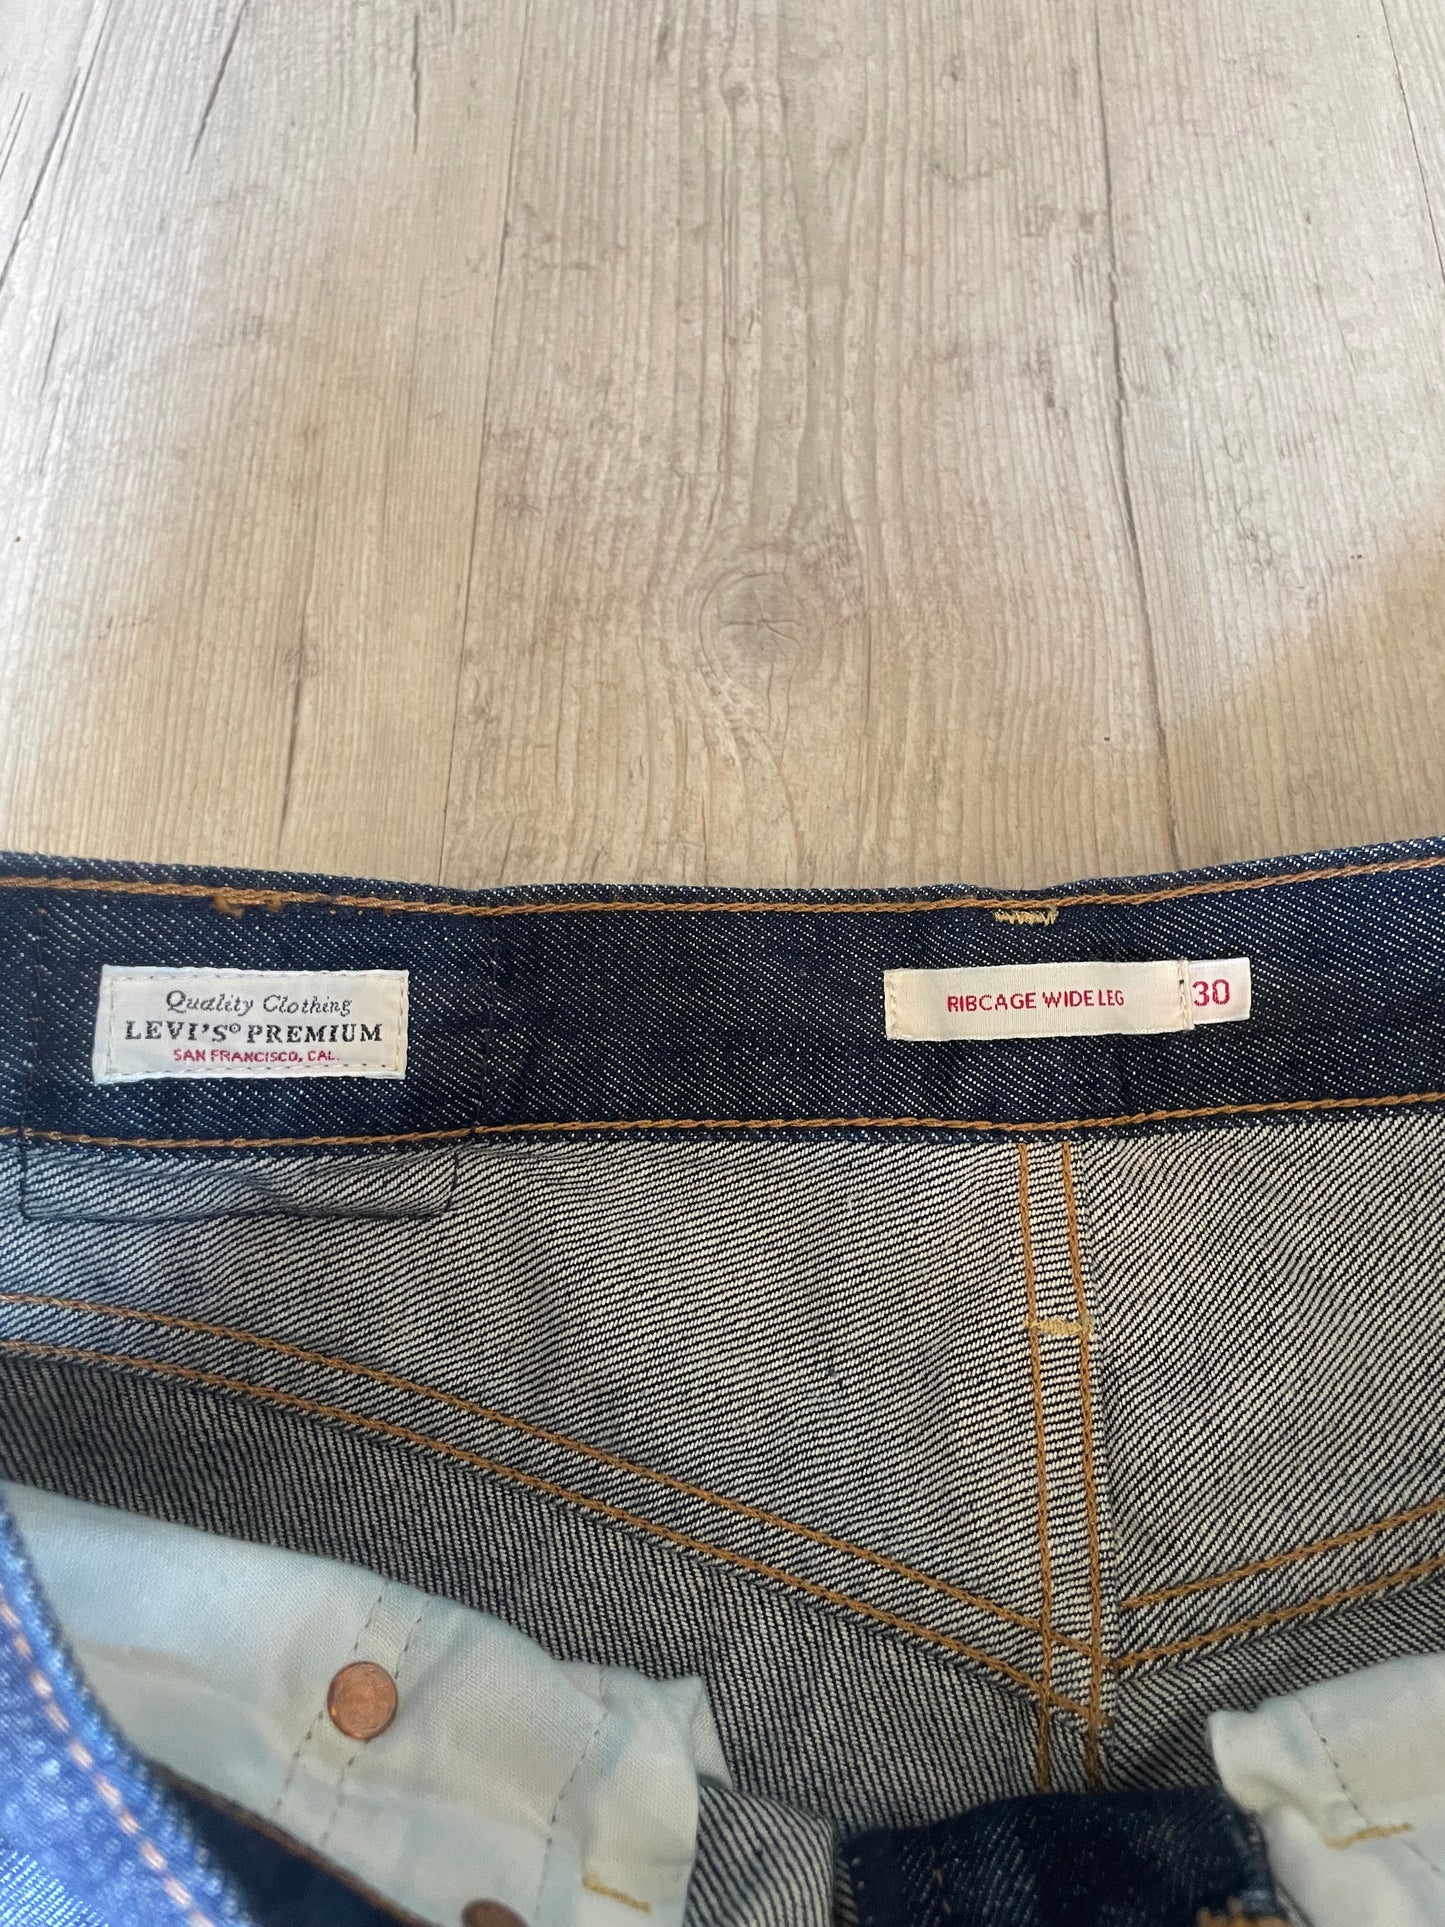 Quality Clothing
LEVI'S® PREMIUM
SAN FRANCISCO, CAL.
RIBCAGE WIDE LEG 30